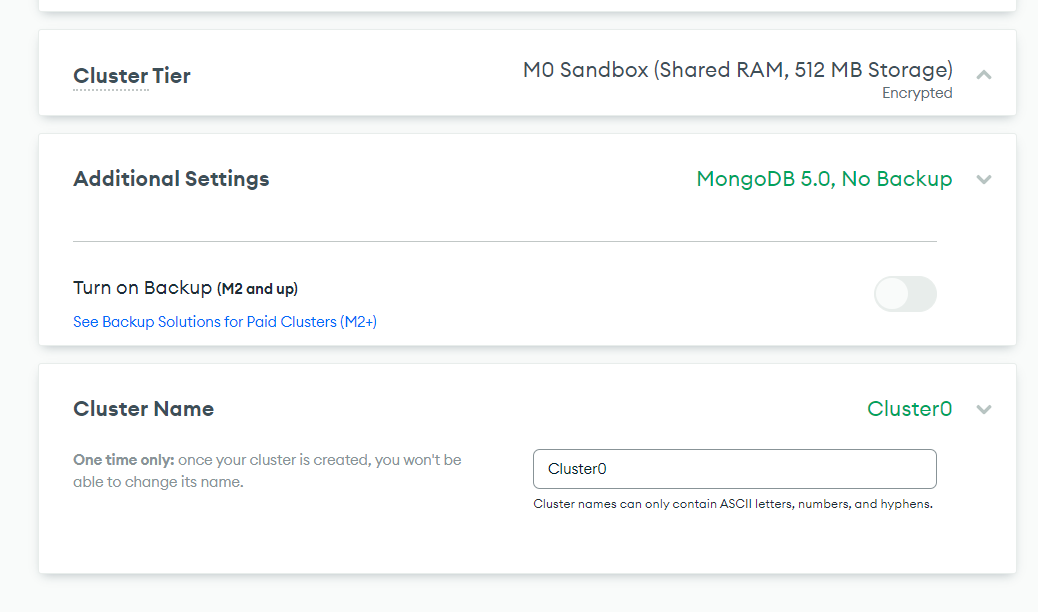 Cluster Tier
M0 Sandbox (Shared RAM, 512 MB Storage)
Encrypted
Additional Settings
MongoDB 5.0, No Backup
Turn on Backup (M2 and up)
See Backup Solutions for Paid Clusters (M2+)
Cluster Name
Cluster0
One time only: once your cluster is created, you won't be
able to change its name.
Cluster0
Cluster names can only contain ASCII letters, numbers, and hyphens.